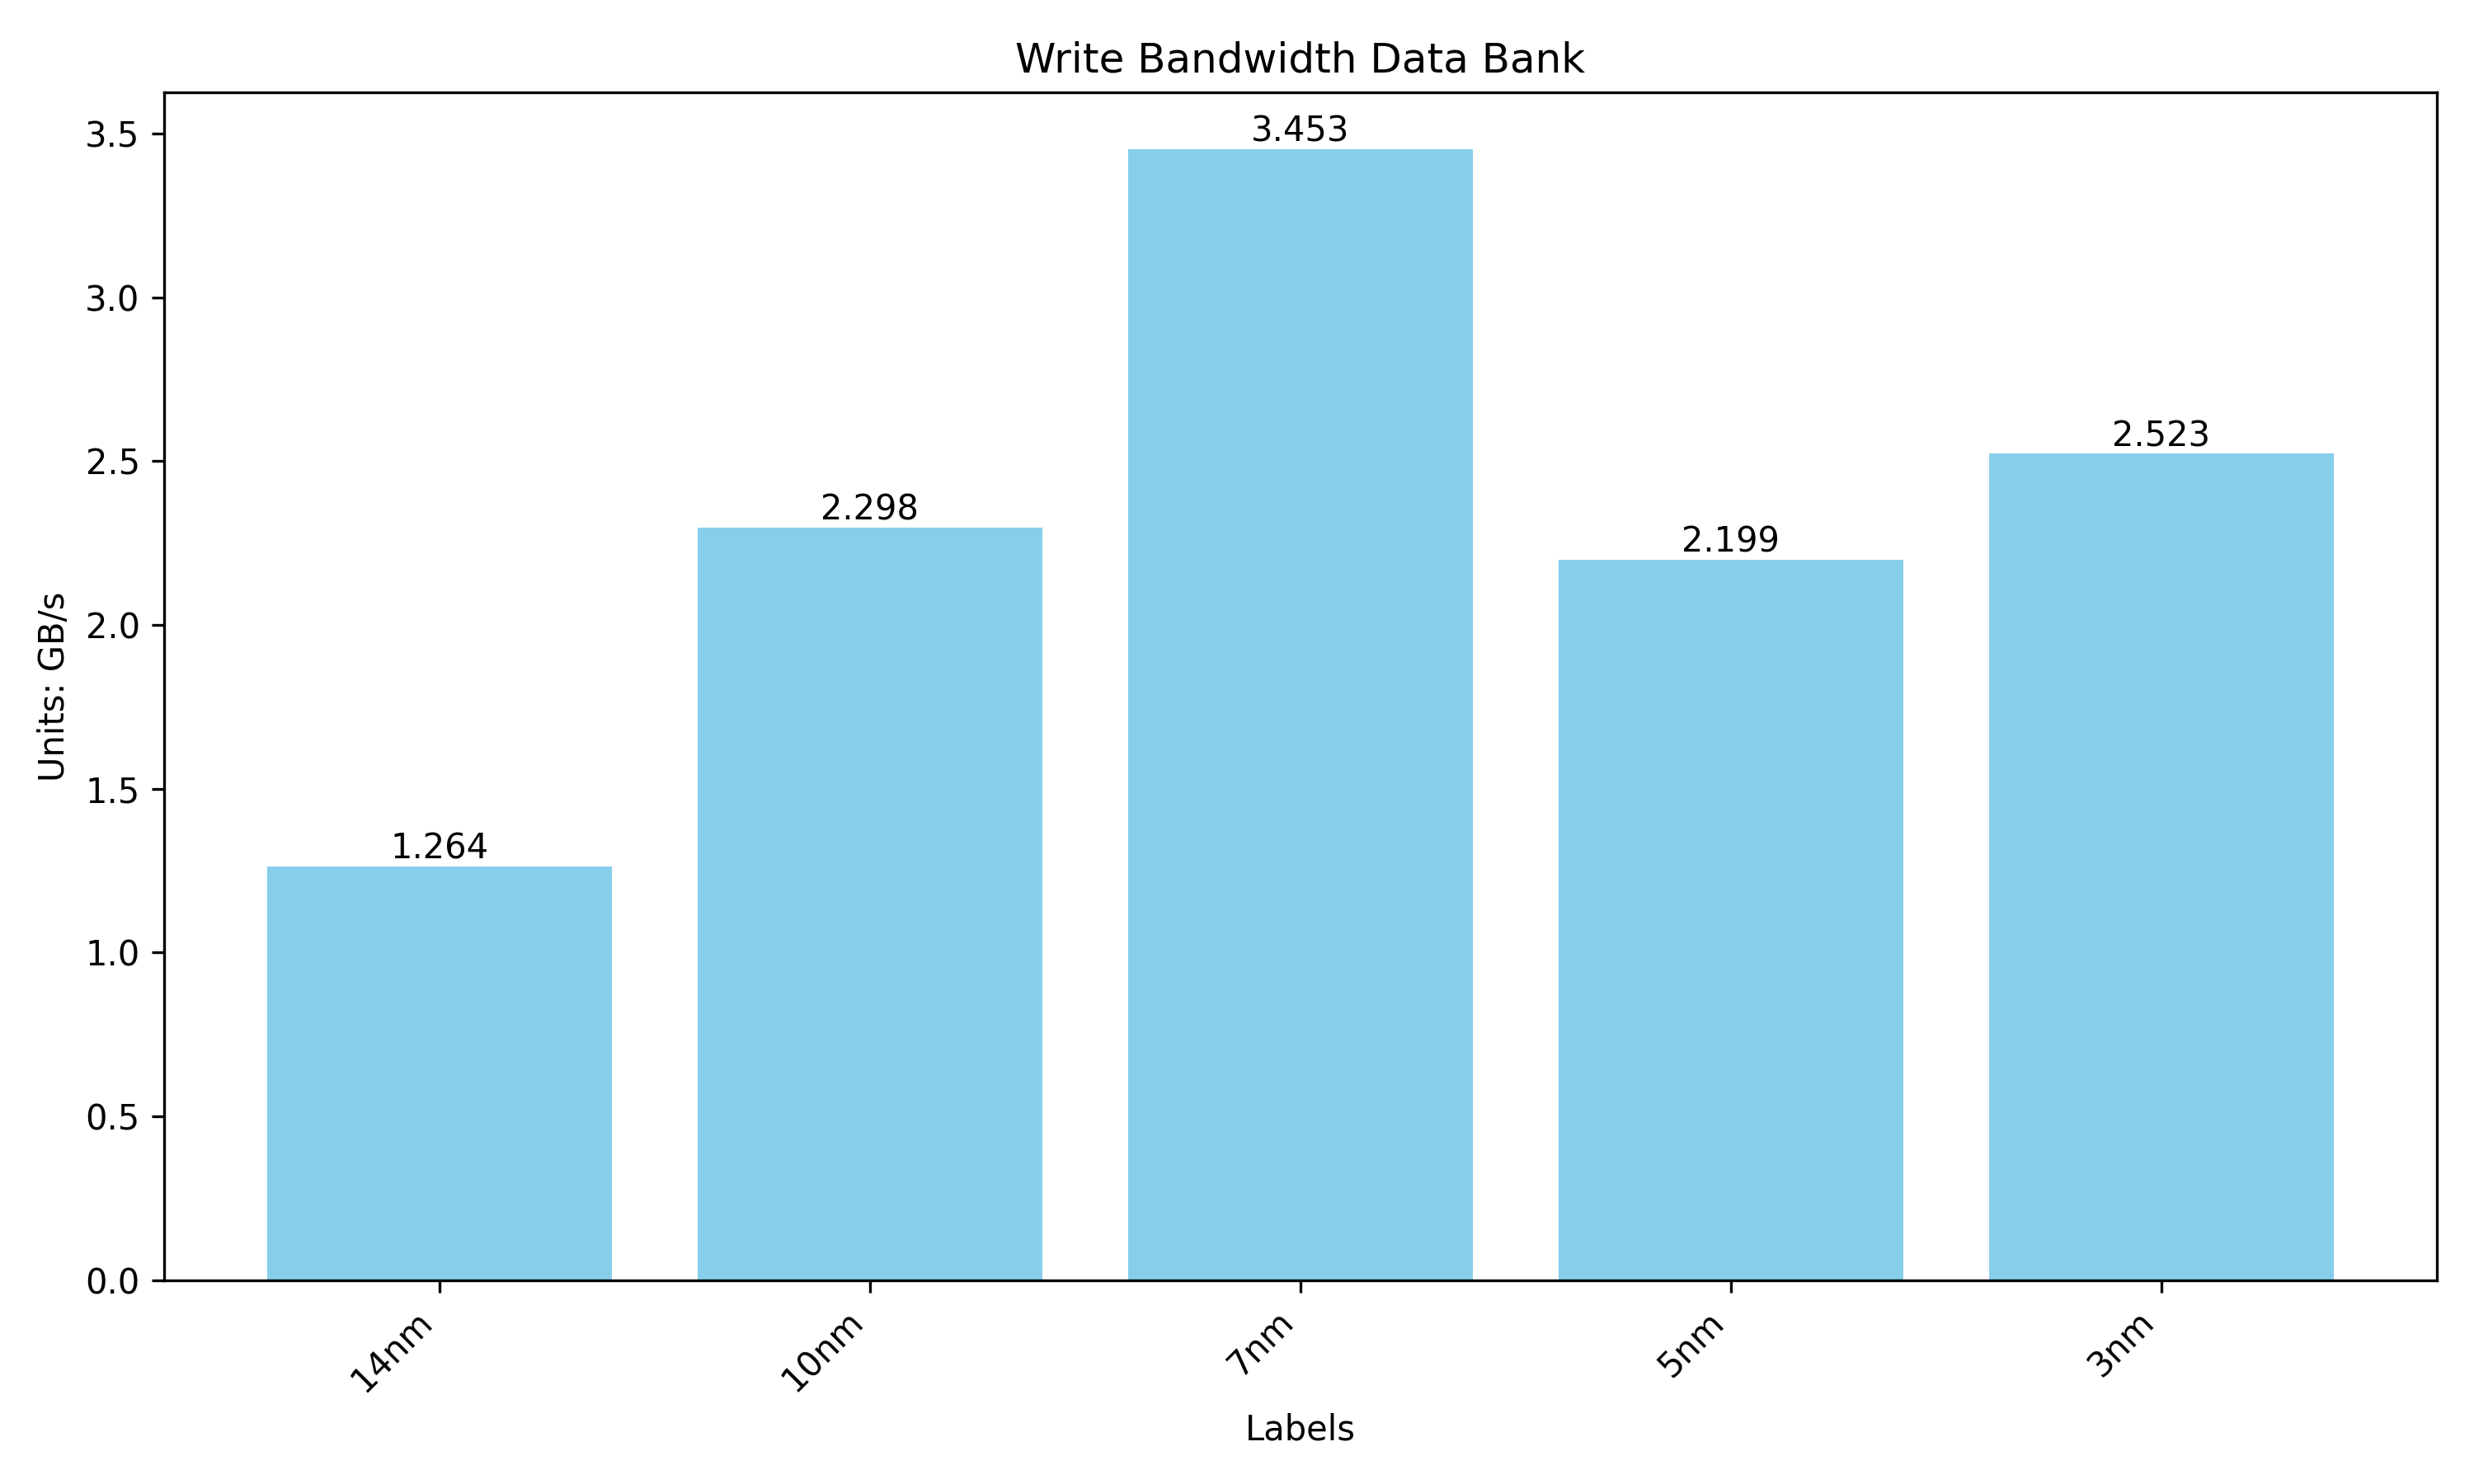 Write Bandwidth Data Bank
Units: GB/s
3.5
3.0
2.5
2.0
1.5
1.0
0.5
0.0
1.264
2.298
3.453
2.199
2.523
14nm
10nm
7nm
5nm
3nm
Labels